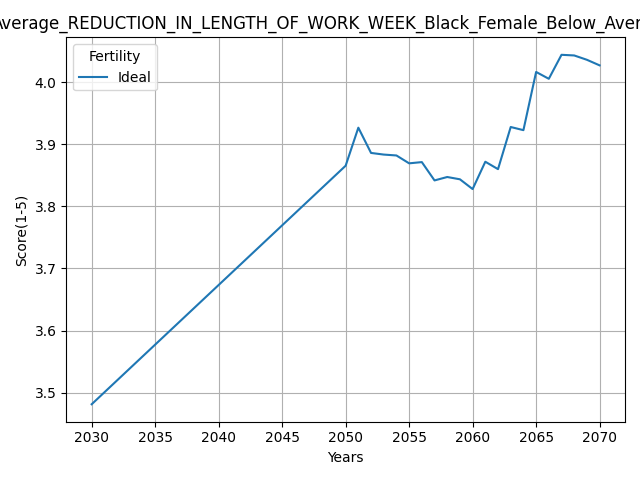 verage_REDUCTION_IN_LENGTH_OF_WORK_WEEK_Black_Female_Below_Aver
Fertility
Ideal
4.0
3.9
3.8
3.7
3.6
3.5
Score(1-5)
2030 2035 2040 2045 2050 2055 2060 2065 2070
Years